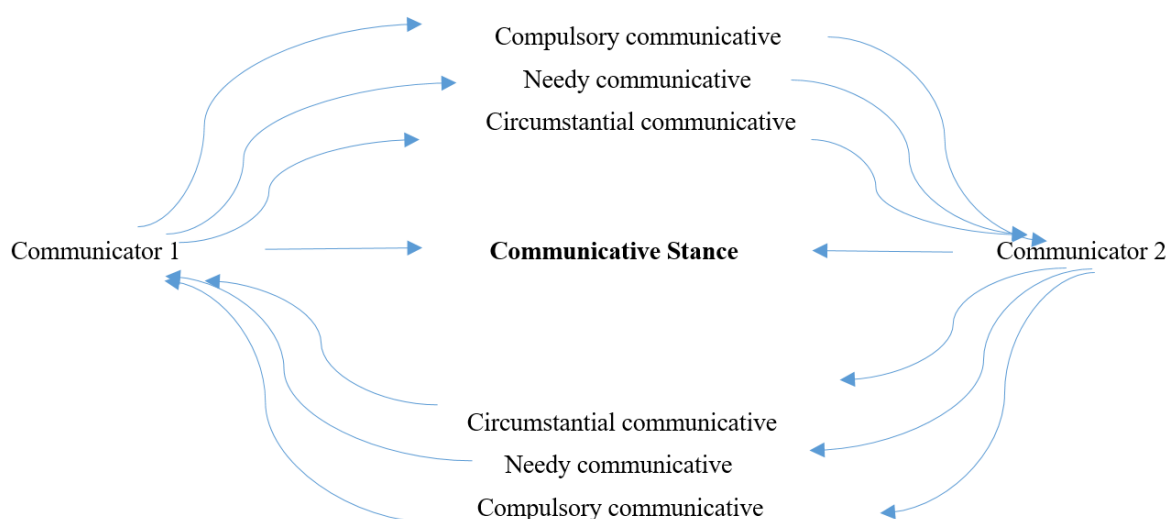 Compulsory communicative
Needy communicative
Circumstantial communicative
Communicator 1
Communicative Stance
Communicator 2
Circumstantial communicative
Needy communicative
Compulsory communicative